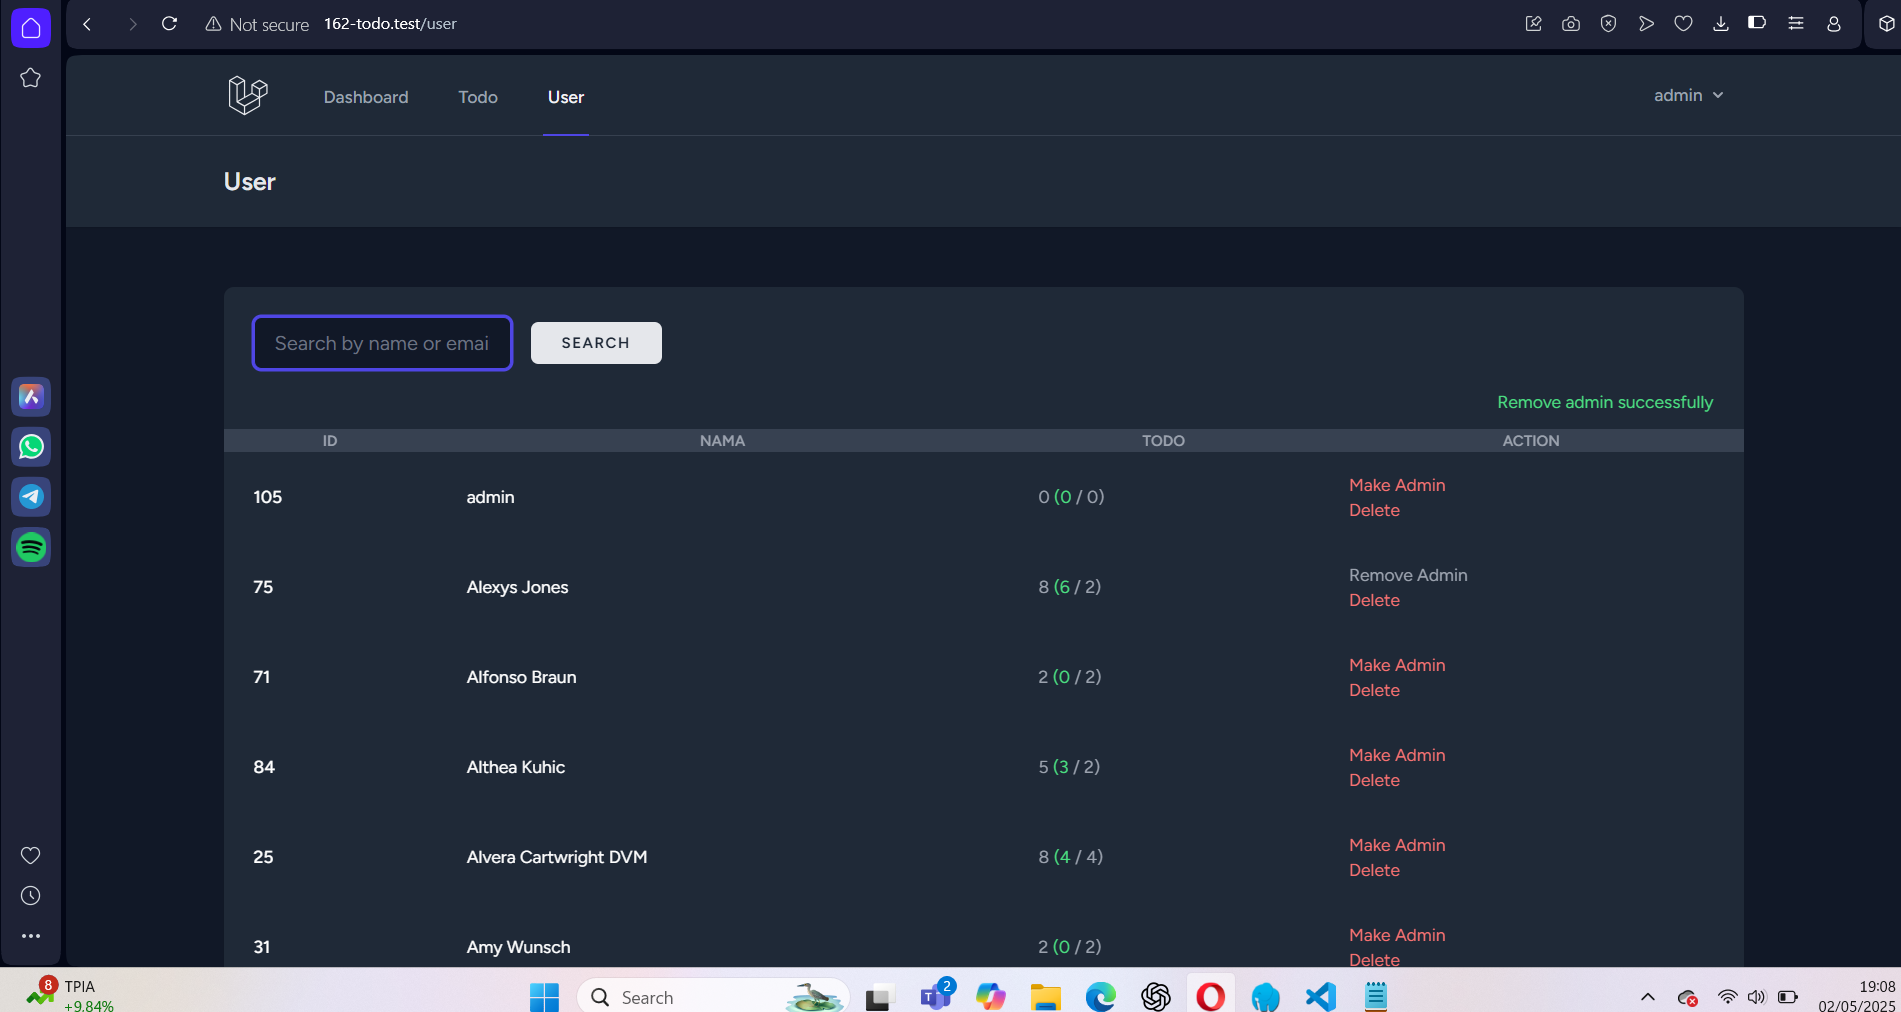 Not secure 162-todo.test/user
Dashboard Todo User admin
User
Search by name or emai SEARCH
Remove admin successfully
ID NAMA TODO ACTION
105 admin 0 (0 / 0) Make Admin
Delete
75 Alexys Jones 8 (6 / 2) Remove Admin
Delete
71 Alfonso Braun 2 (0 / 2) Make Admin
Delete
84 Althea Kuhic 5 (3 / 2) Make Admin
Delete
25 Alvera Cartwright DVM 8 (4 / 4) Make Admin
Delete
31 Amy Wunsch 2 (0 / 2) Make Admin
Delete
8 TPIA
+9.84%
Search
T 2
19:08
02/05/2025